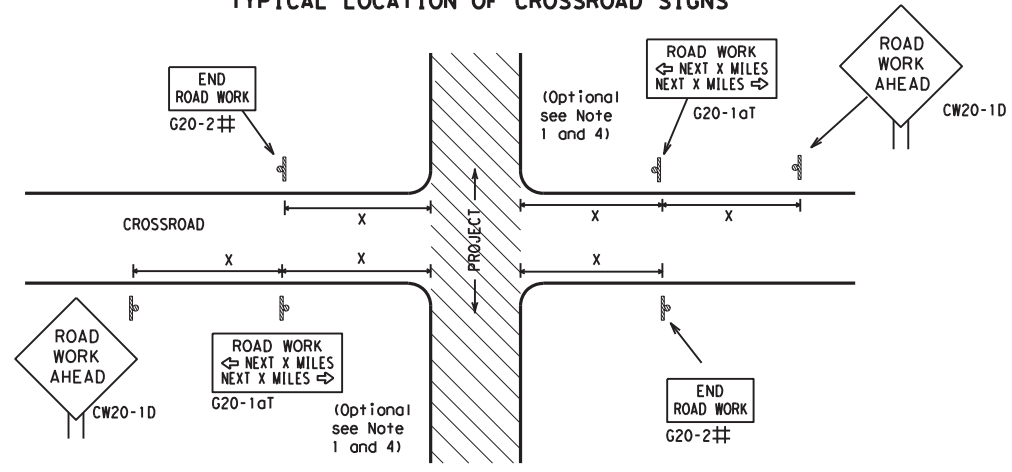 TYPICAL LOCATION OF CROSSROAD SIGNS
END
ROAD WORK
G20-2#
(Optional
see Note
1 and 4)
ROAD WORK
⇦ NEXT X MILES
NEXT X MILES ⇨
G20-1aT
ROAD
WORK
AHEAD
CW20-1D
X
X
X
CROSSROAD
PROJECT
X
X
X
ROAD
WORK
AHEAD
CW20-1D
ROAD WORK
⇦ NEXT X MILES
NEXT X MILES ⇨
G20-1aT
(Optional
see Note
1 and 4)
END
ROAD WORK
G20-2#